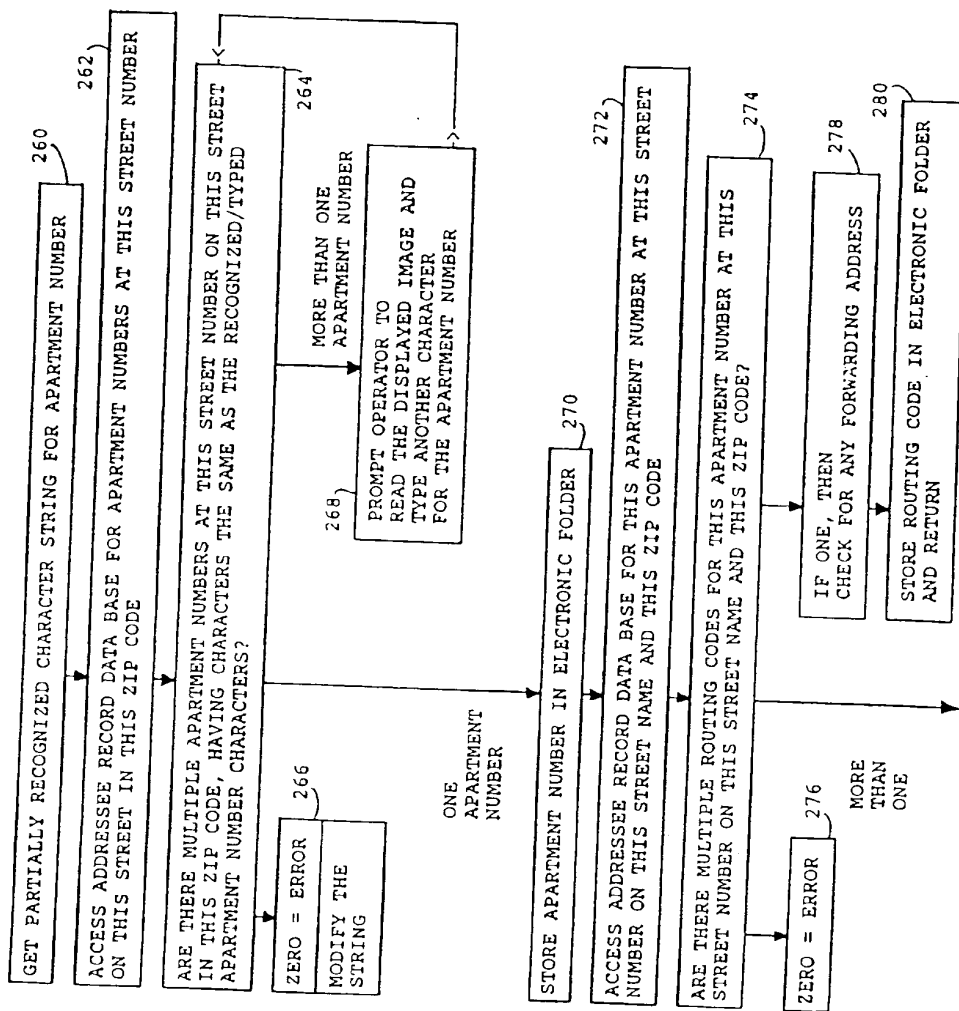 GET PARTIALLY RECOGNIZED CHARACTER STRING FOR APARTMENT NUMBER
260
ACCESS ADDRESSEE RECORD DATA BASE FOR APARTMENT NUMBERS AT THIS STREET NUMBER
ON THIS STREET IN THIS ZIP CODE
262
ARE THERE MULTIPLE APARTMENT NUMBERS AT THIS STREET NUMBER ON THIS STREET
IN THIS ZIP CODE, HAVING CHARACTERS THE SAME AS THE RECOGNIZED/TYPED
APARTMENT NUMBER CHARACTERS?
264
ZERO = ERROR
MODIFY THE
STRING
266
MORE THAN ONE
APARTMENT NUMBER
268
PROMPT OPERATOR TO
READ THE DISPLAYED IMAGE AND
TYPE ANOTHER CHARACTER
FOR THE APARTMENT NUMBER
ONE
APARTMENT
NUMBER
STORE APARTMENT NUMBER IN ELECTRONIC FOLDER
270
ACCESS ADDRESSEE RECORD DATA BASE FOR THIS APARTMENT NUMBER AT THIS STREET
NUMBER ON THIS STREET NAME AND THIS ZIP CODE
272
ARE THERE MULTIPLE ROUTING CODES FOR THIS APARTMENT NUMBER AT THIS
STREET NUMBER ON THIS STREET NAME AND THIS ZIP CODE?
274
ZERO = ERROR
276
MORE
THAN
ONE
IF ONE, THEN
CHECK FOR ANY FORWARDING ADDRESS
278
STORE ROUTING CODE IN ELECTRONIC FOLDER
AND RETURN
280